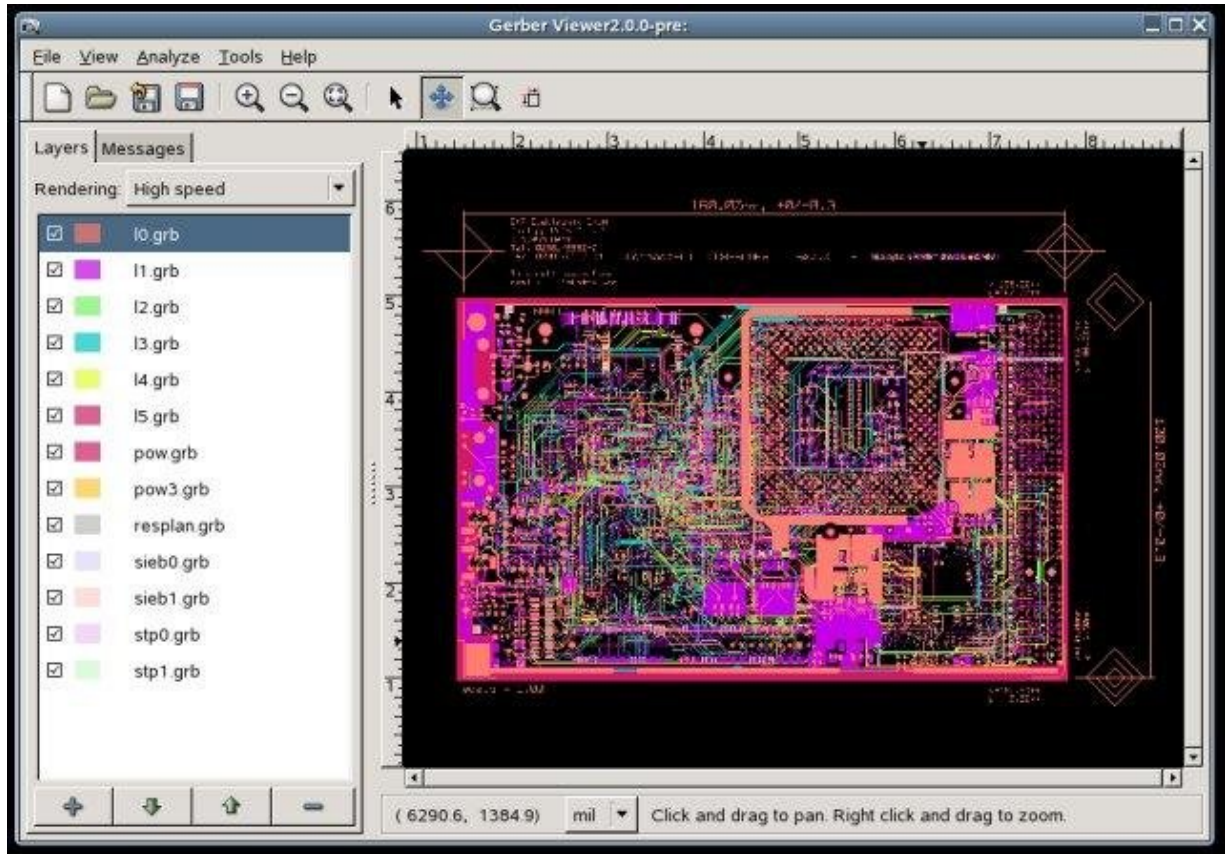 Gerber Viewer2.0.0-pre:
File View Analyze Tools Help
Layers Messages
Rendering: High speed
l0.grb
l1.grb
l2.grb
l3.grb
l4.grb
l5.grb
pow.grb
pow3.grb
resplan.grb
sieb0.grb
sieb1.grb
stp0.grb
stp1.grb
1 2 3 4 5 6 7 8
6
5
4
3
2
1
+0/-0.3
( 6290.6, 1384.9) mil Click and drag to pan. Right click and drag to zoom.